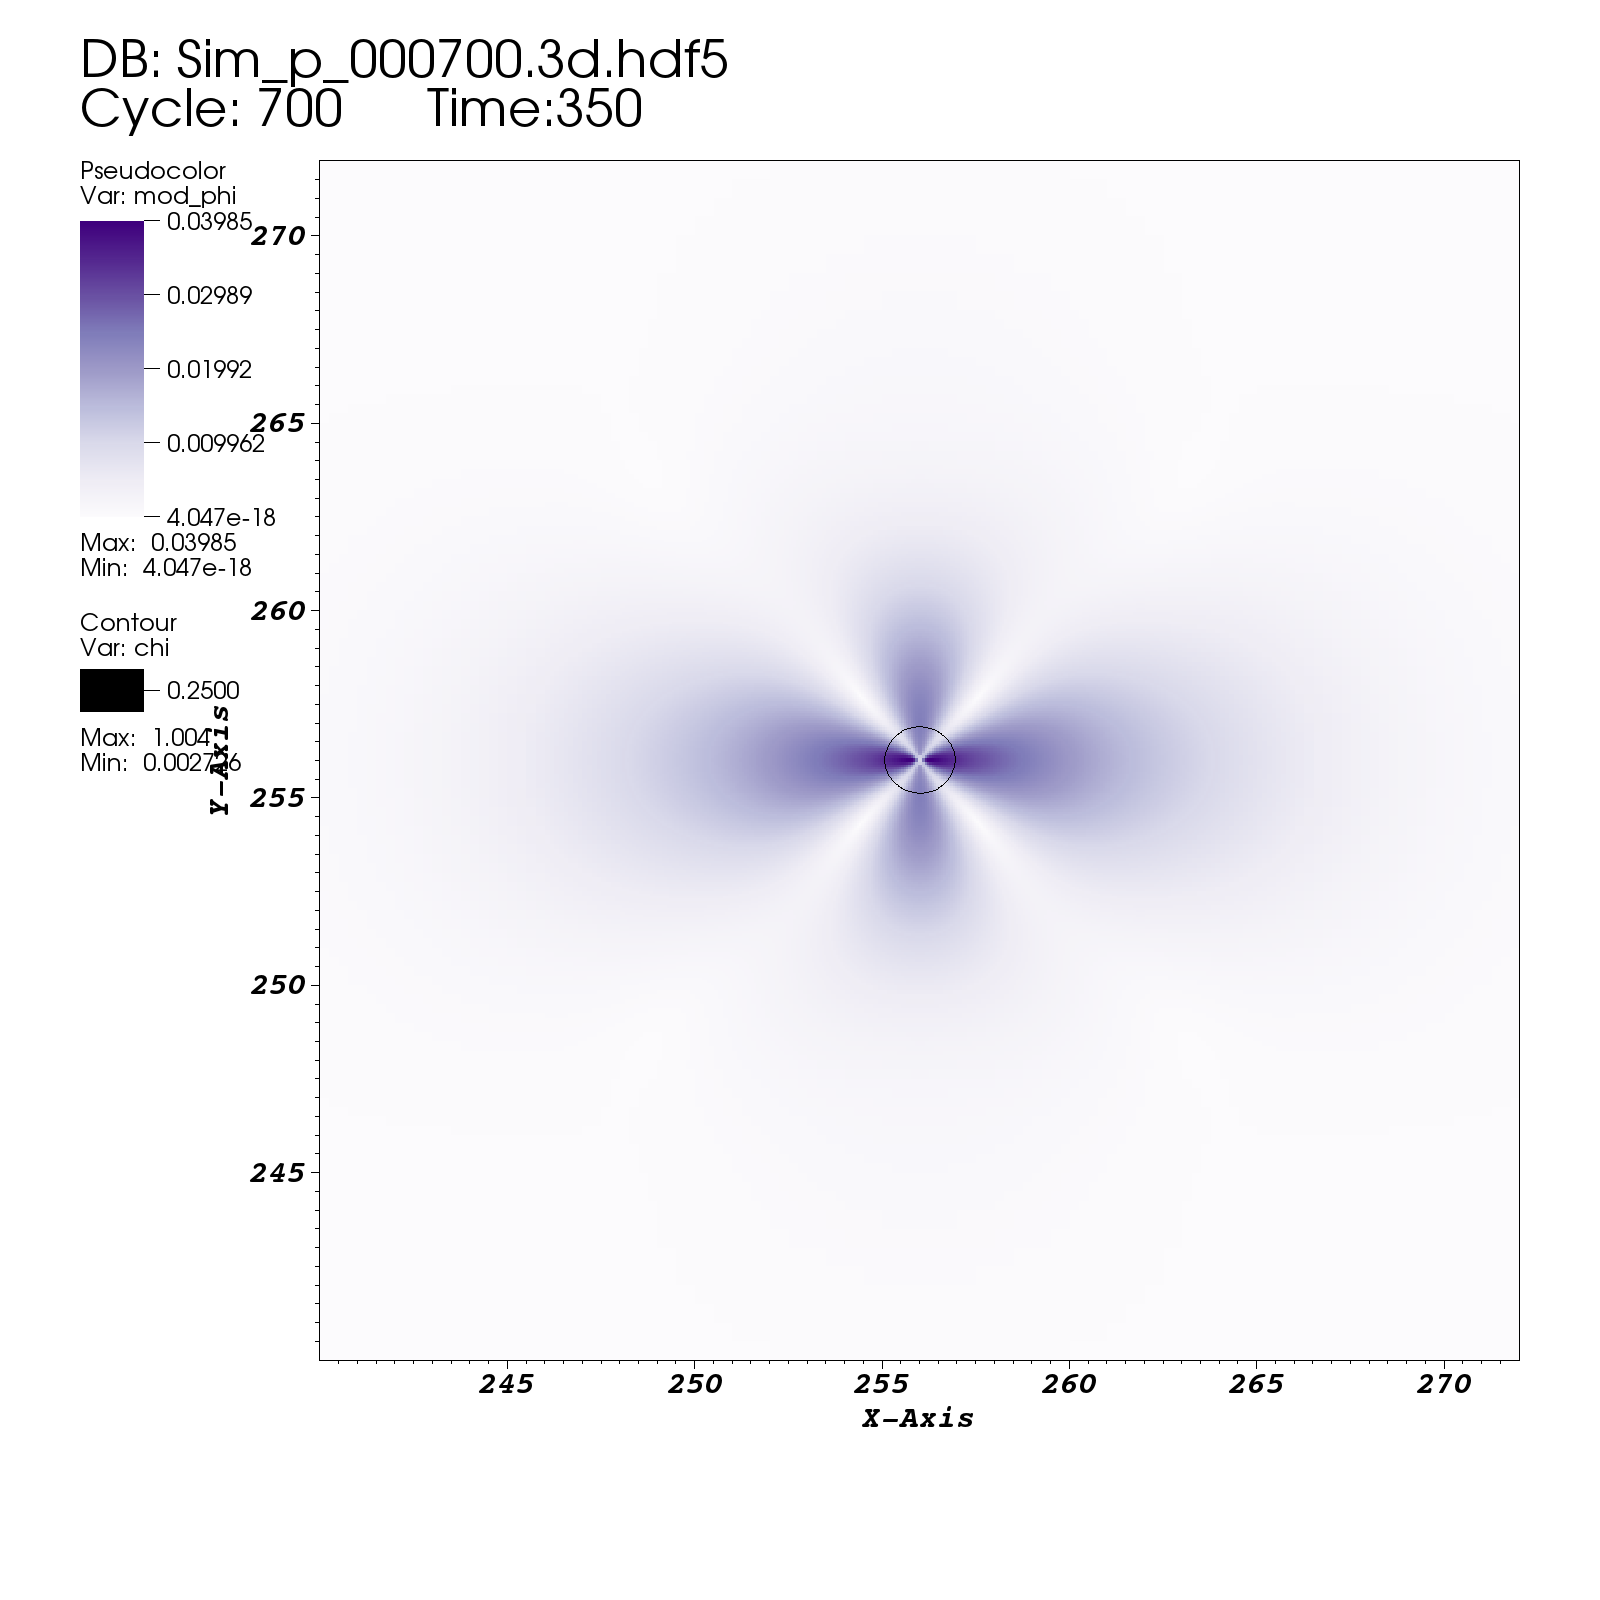 DB: Sim_p_000700.3d.hdf5
Cycle: 700 Time:350
Pseudocolor
Var: mod_phi
0.03985
0.02989
0.01992
0.009962
4.047e-18
Max: 0.03985
Min: 4.047e-18
Contour
Var: chi
0.2500
Max: 1.004
270
265
260
255
250
245
Y-Axis
245 250 255 260 265 270
X-Axis